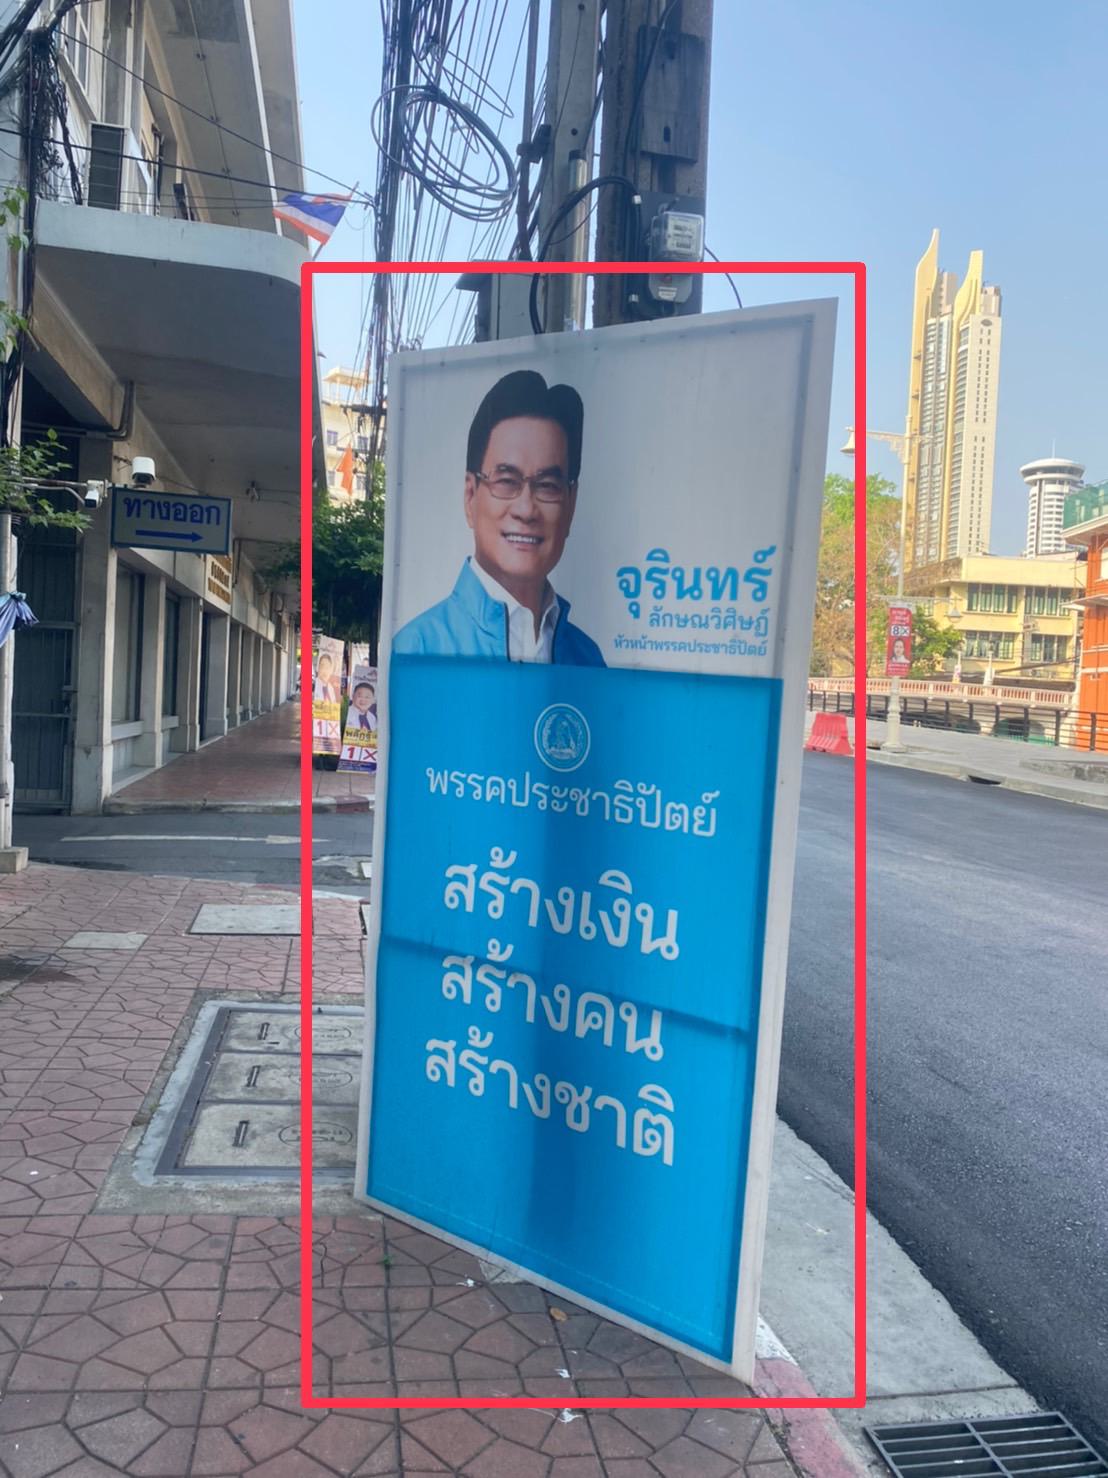 ทางออก
จุรินทร์
ลักษณวิศิษฏ์
หัวหน้าพรรคประชาธิปัตย์
พรรคประชาธิปัตย์
สร้างเงิน
สร้างคน
สร้างชาติ
1X
1X
8X